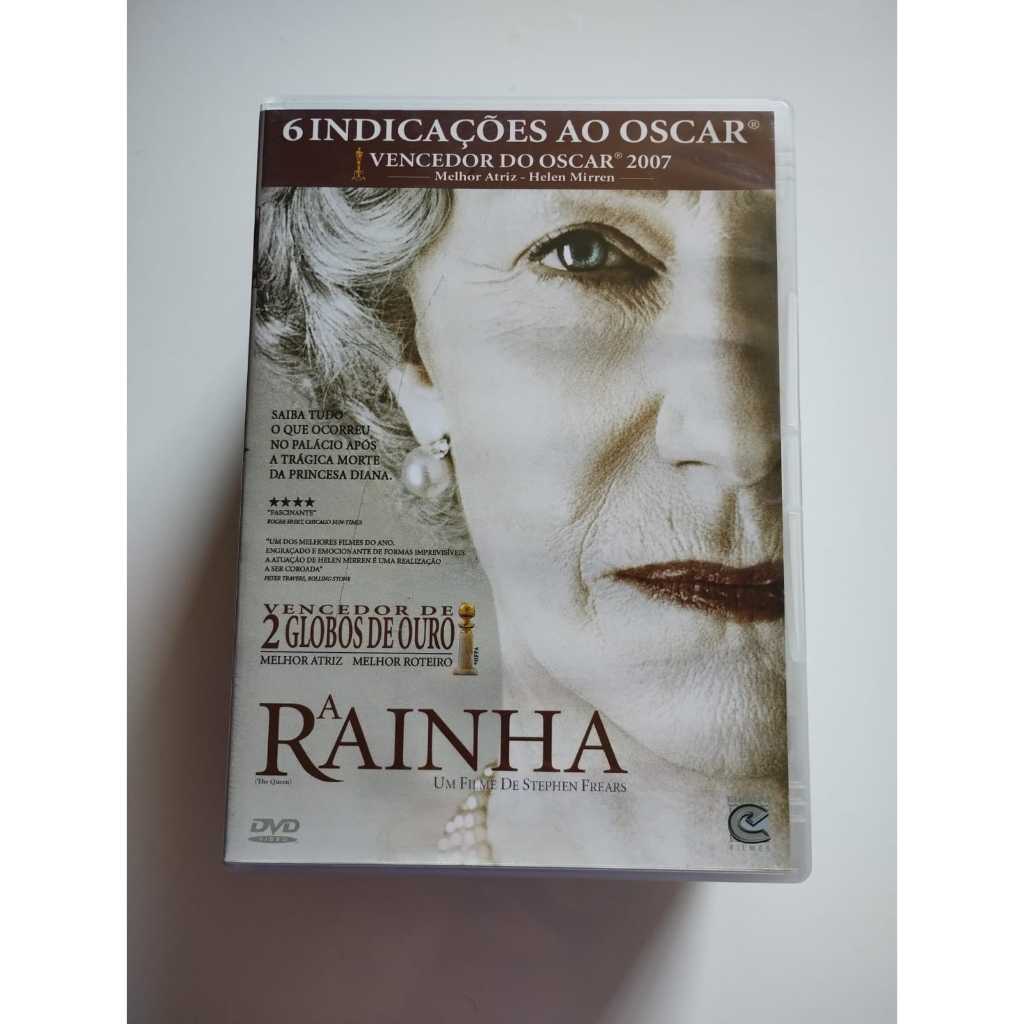 6 INDICAÇÕES AO OSCAR®
VENCEDOR DO OSCAR® 2007
Melhor Atriz - Helen Mirren
SAIBA TUDO
O QUE OCORREU
NO PALÁCIO APÓS
A TRÁGICA MORTE
DA PRINCESA DIANA.
★★★★
"FASCINANTE"
ROGER EBERT, CHICAGO SUN-TIMES
"UM DOS MELHORES FILMES DO ANO.
ENGRAÇADO E EMOCIONANTE DE FORMAS IMPREVISÍVEIS.
A ATUAÇÃO DE HELEN MIRREN É UMA REALIZAÇÃO
A SER COROADA"
PETER TRAVERS, ROLLING STONE
VENCEDOR DE
2 GLOBOS DE OURO
MELHOR ATRIZ MELHOR ROTEIRO
A
RAINHA
(The Queen)
UM FILME DE STEPHEN FREARS
DVD
VIDEO
EUROPA
FILMES